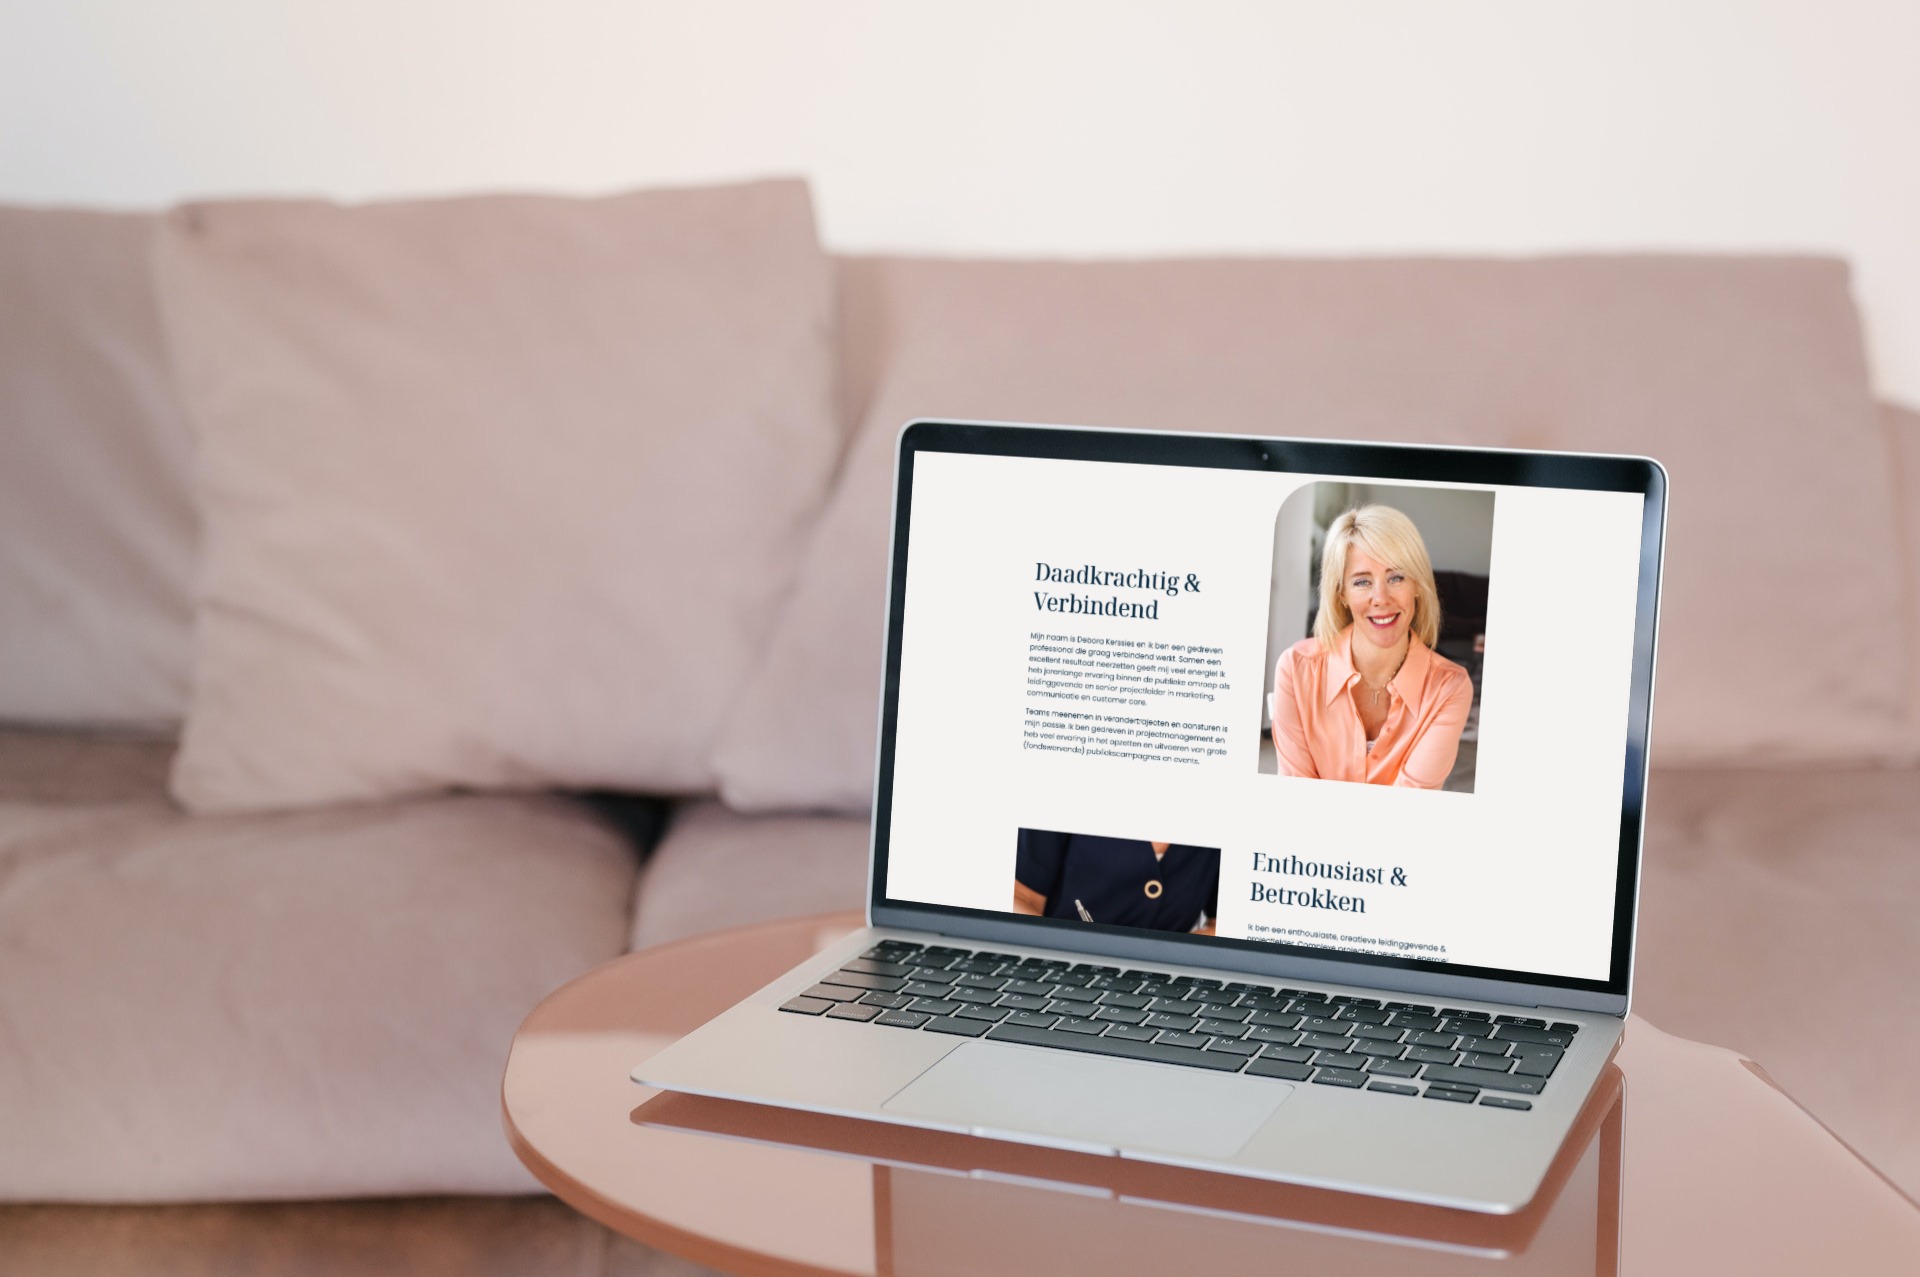 Daadkrachtig &
Verbindend
Mijn naam is Debora Kerssies en ik ben een gedreven
professional die graag verbindend werkt. Samen een
excellent resultaat neerzetten geeft mij veel energie! Ik
heb jarenlange ervaring binnen de publieke omroep als
leidinggevende en senior projectleider in marketing,
communicatie en customer care.
Teams meenemen in verandertrajecten en aansturen is
mijn passie. Ik ben gedreven in projectmanagement en
heb veel ervaring in het opzetten en uitvoeren van grote
(fondswervende) publiekscampagnes en events.
Enthousiast &
Betrokken
Ik ben een enthousiaste, creatieve leidinggevende &
projectleider. Complexe projecten geven mij energie!
option
option